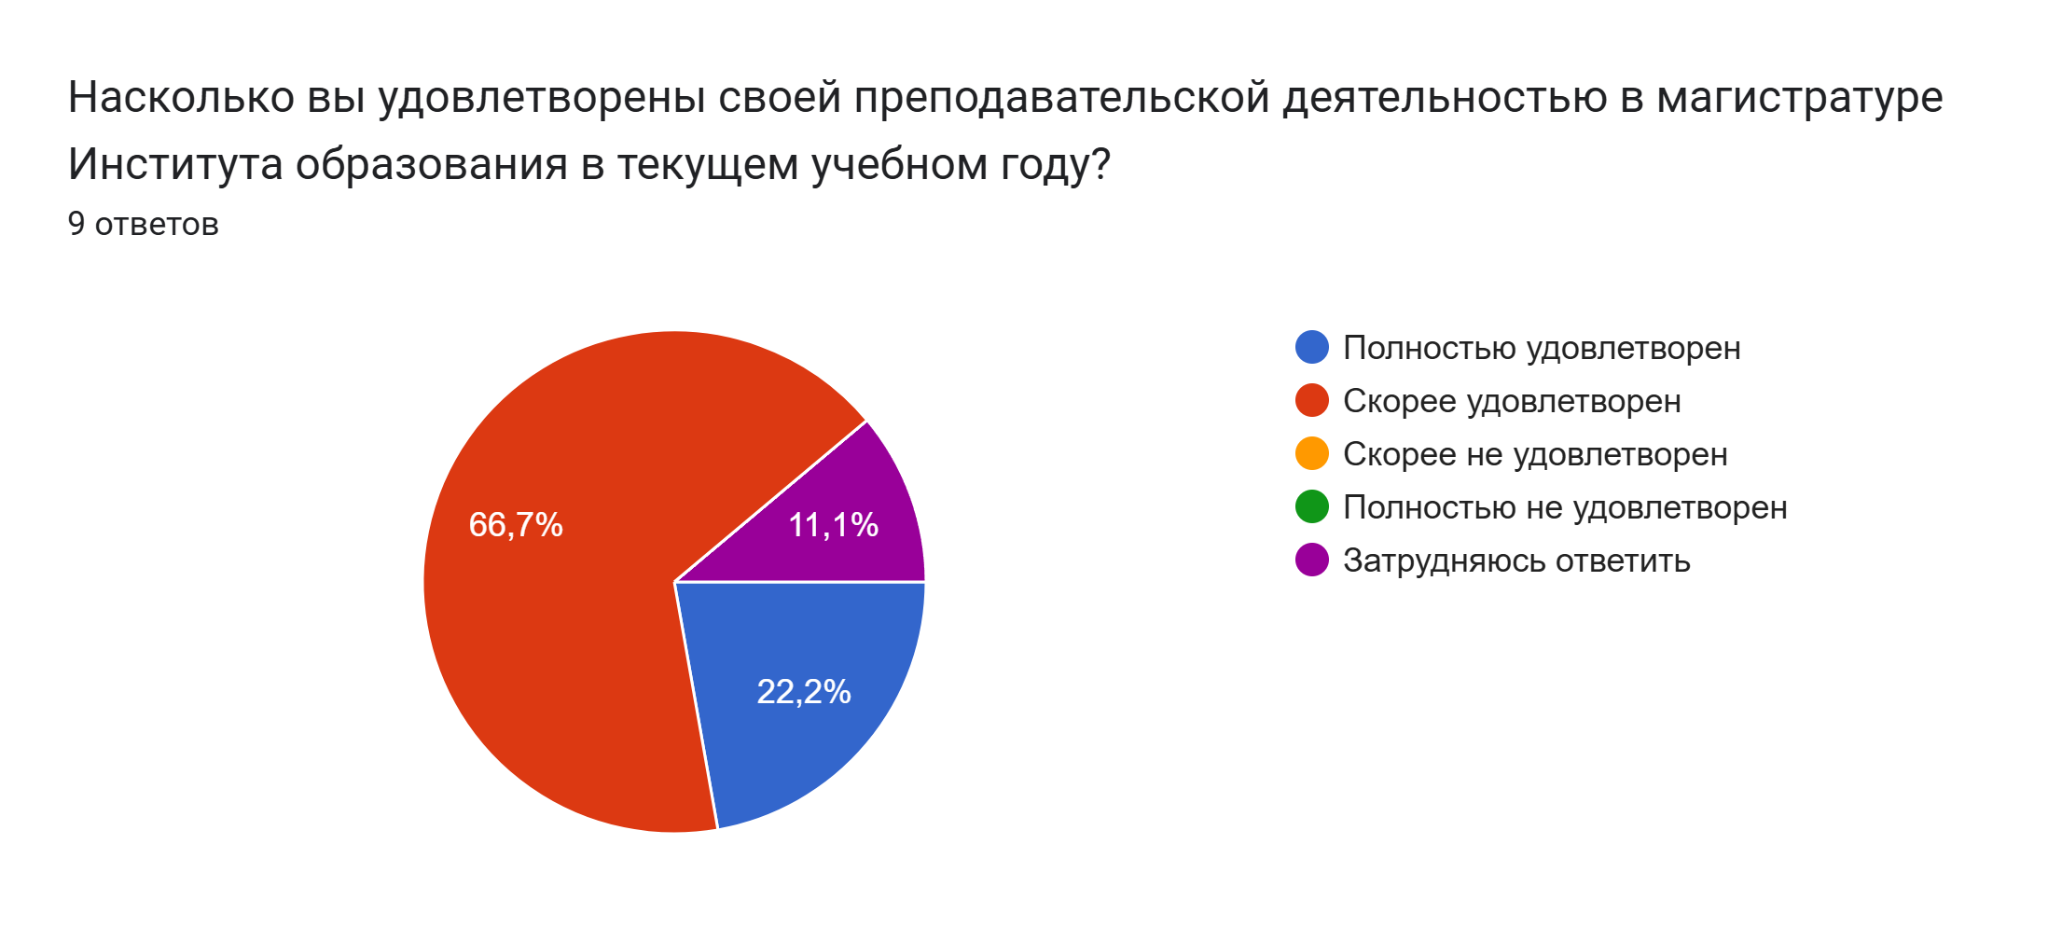 Насколько вы удовлетворены своей преподавательской деятельностью в магистратуре
Института образования в текущем учебном году?
9 ответов
66,7%
11,1%
22,2%
Полностью удовлетворен
Скорее удовлетворен
Скорее не удовлетворен
Полностью не удовлетворен
Затрудняюсь ответить